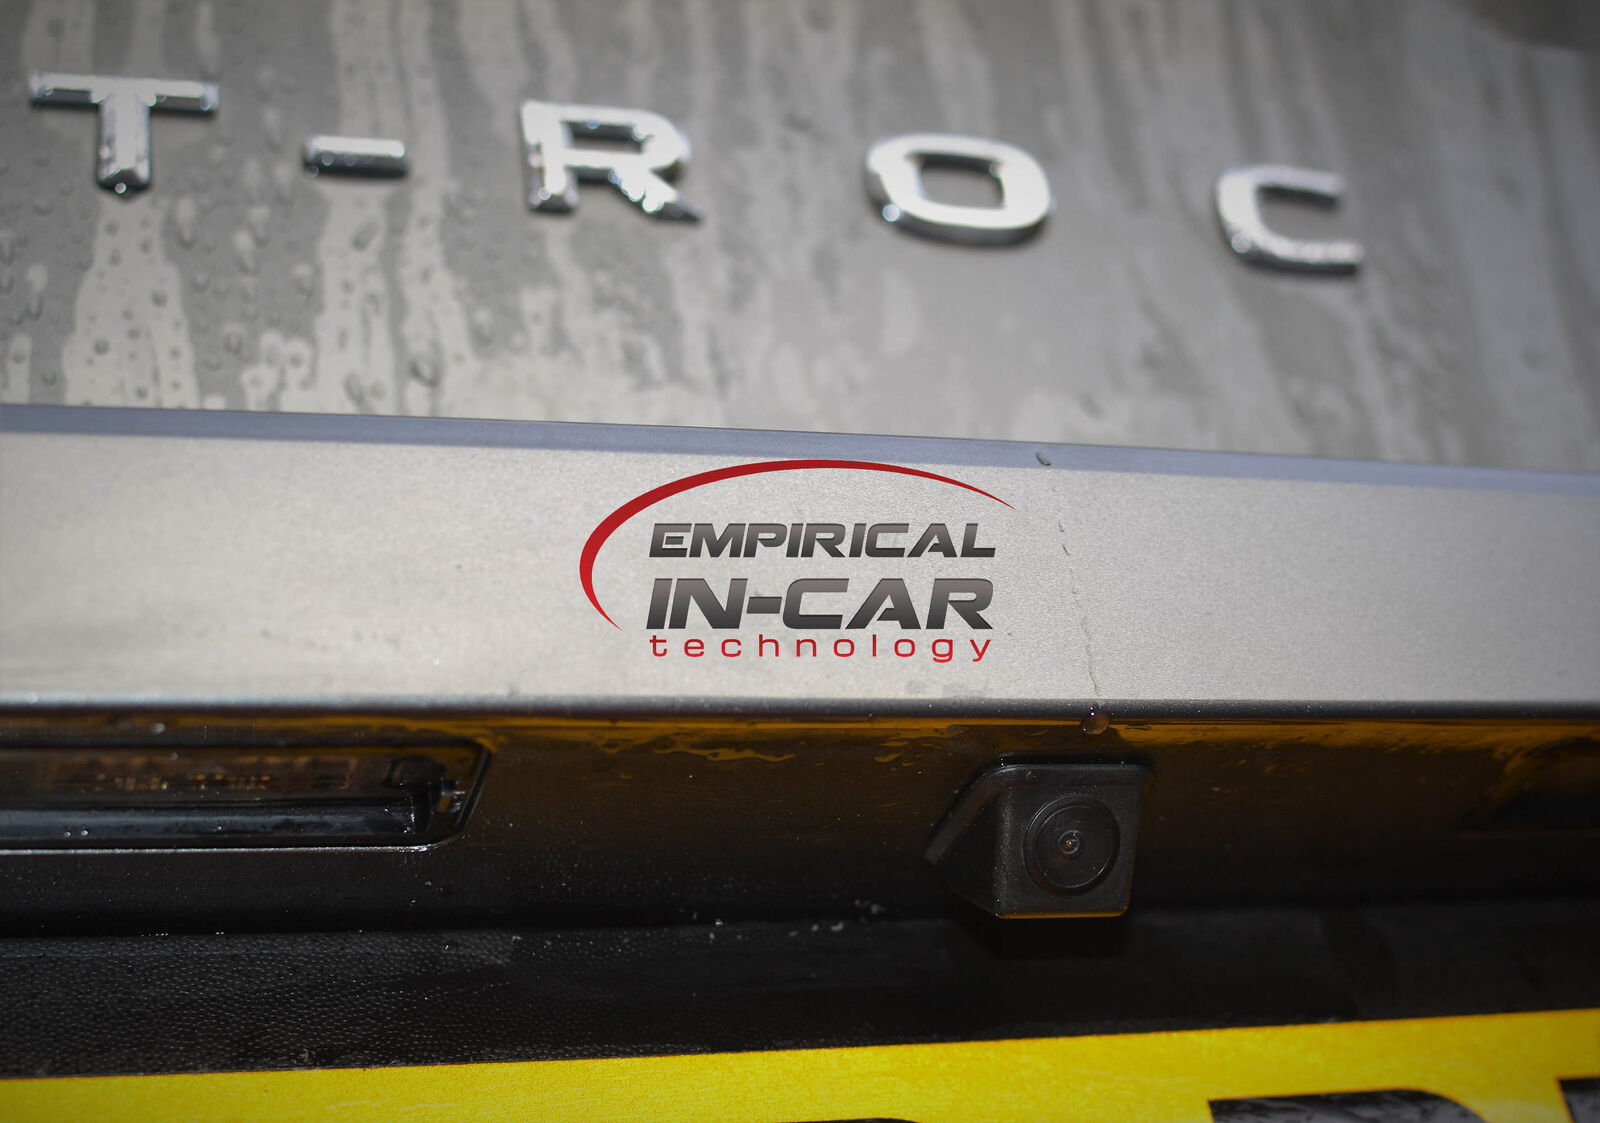 T-ROC
EMPIRICAL
IN-CAR
technology